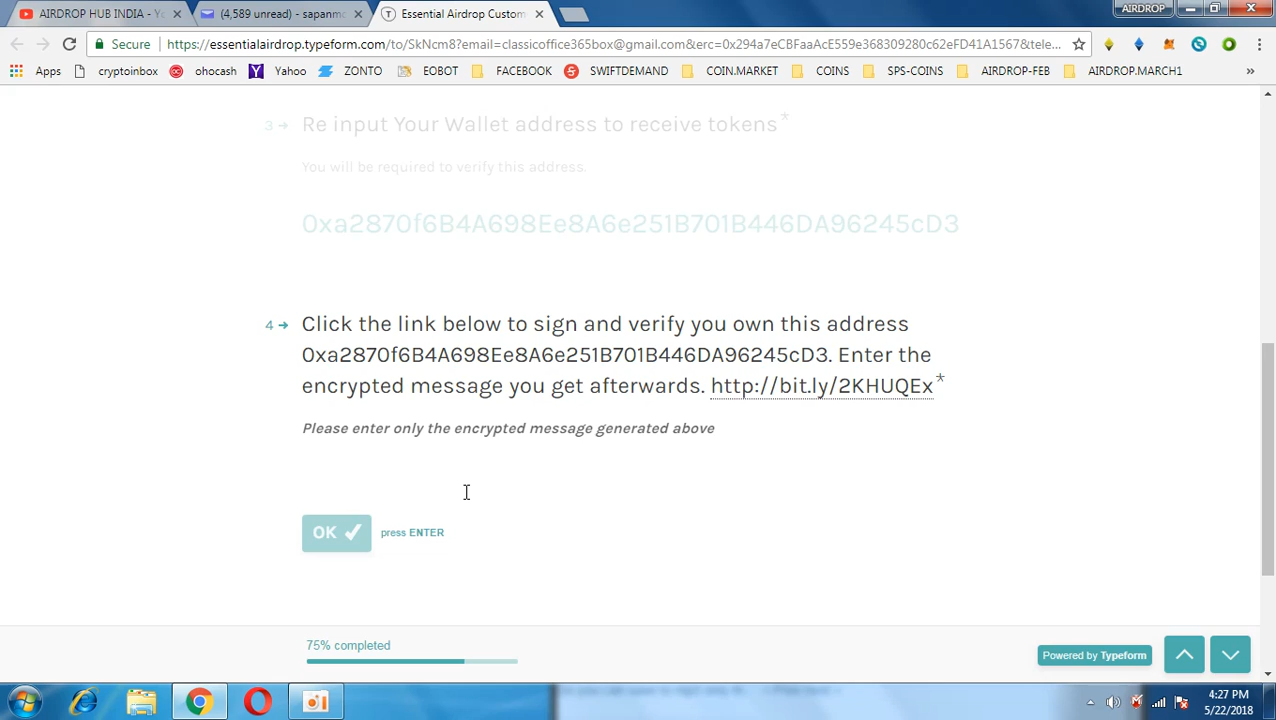 AIRDROP HUB INDIA - Y
(4,589 unread) - sapanmo
Essential Airdrop Custom
AIRDROP
Secure
https://essentialairdrop.typeform.com/to/SkNcm8?email=classicoffice365box@gmail.com&erc=0x294a7eCBFaaAcE559e368309280c62eFD41A1567&tele...
Apps
cryptoinbox
ohocash
Yahoo
ZONTO
EOBOT
FACEBOOK
SWIFTDEMAND
COIN.MARKET
COINS
SPS-COINS
AIRDROP-FEB
AIRDROP.MARCH1
»
3 → Re input Your Wallet address to receive tokens*
You will be required to verify this address.
0xa2870f6B4A698Ee8A6e251B701B446DA96245cD3
4 → Click the link below to sign and verify you own this address
0xa2870f6B4A698Ee8A6e251B701B446DA96245cD3. Enter the
encrypted message you get afterwards. http://bit.ly/2KHUQEx*
Please enter only the encrypted message generated above
OK ✓ press ENTER
75% completed
Powered by Typeform
4:27 PM
5/22/2018